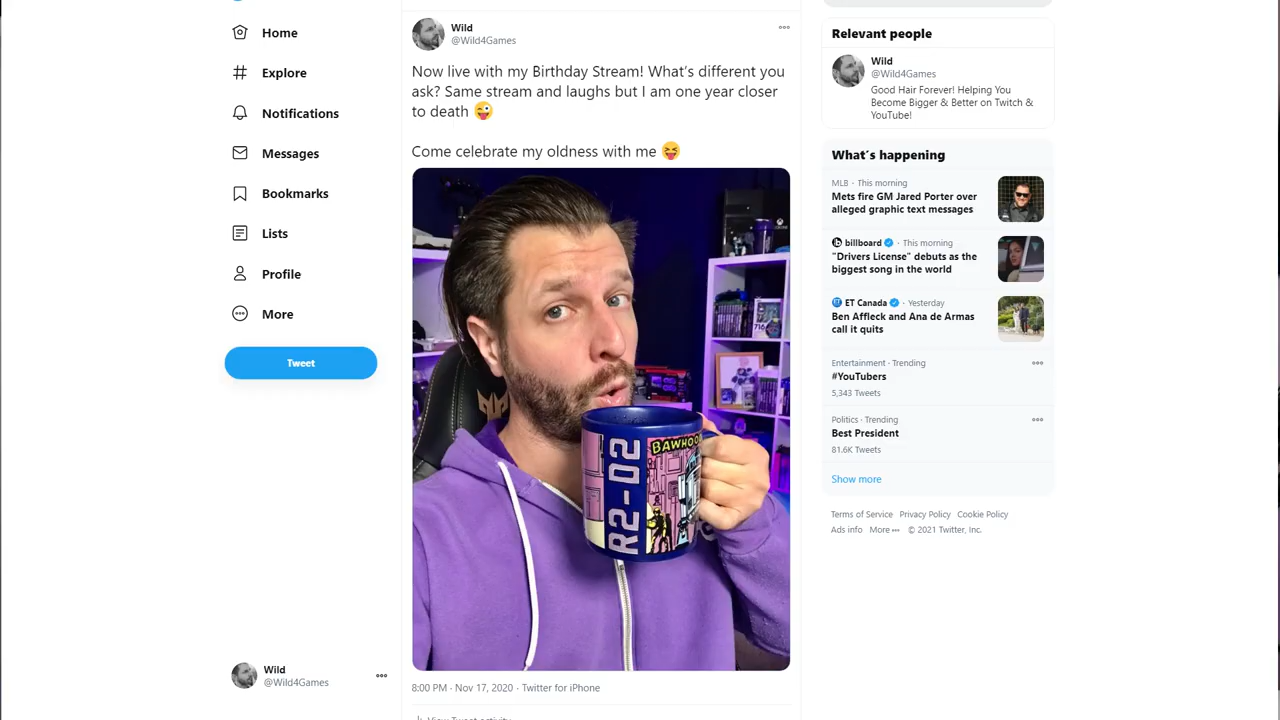 Home
Explore
Notifications
Messages
Bookmarks
Lists
Profile
More
Tweet
Wild
@Wild4Games
Wild
@Wild4Games
Now live with my Birthday Stream! What's different you
ask? Same stream and laughs but I am one year closer
to death 😜
Come celebrate my oldness with me 😝
R2-D2
BAWHOO
716
XBOX
8:00 PM · Nov 17, 2020 · Twitter for iPhone
View Tweet activity
Relevant people
Wild
@Wild4Games
Good Hair Forever! Helping You
Become Bigger & Better on Twitch &
YouTube!
What's happening
MLB · This morning
Mets fire GM Jared Porter over
alleged graphic text messages
billboard · This morning
"Drivers License" debuts as the
biggest song in the world
ET Canada · Yesterday
Ben Affleck and Ana de Armas
call it quits
Entertainment · Trending
#YouTubers
5,343 Tweets
Politics · Trending
Best President
81.6K Tweets
Show more
Terms of Service Privacy Policy Cookie Policy
Ads info More ••• © 2021 Twitter, Inc.